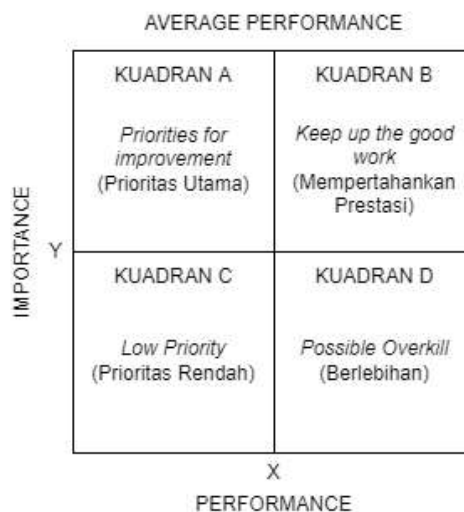 AVERAGE PERFORMANCE
KUADRAN A
Priorities for
improvement
(Prioritas Utama)
KUADRAN B
Keep up the good
work
(Mempertahankan
Prestasi)
IMPORTANCE
Y
KUADRAN C
Low Priority
(Prioritas Rendah)
KUADRAN D
Possible Overkill
(Berlebihan)
X
PERFORMANCE